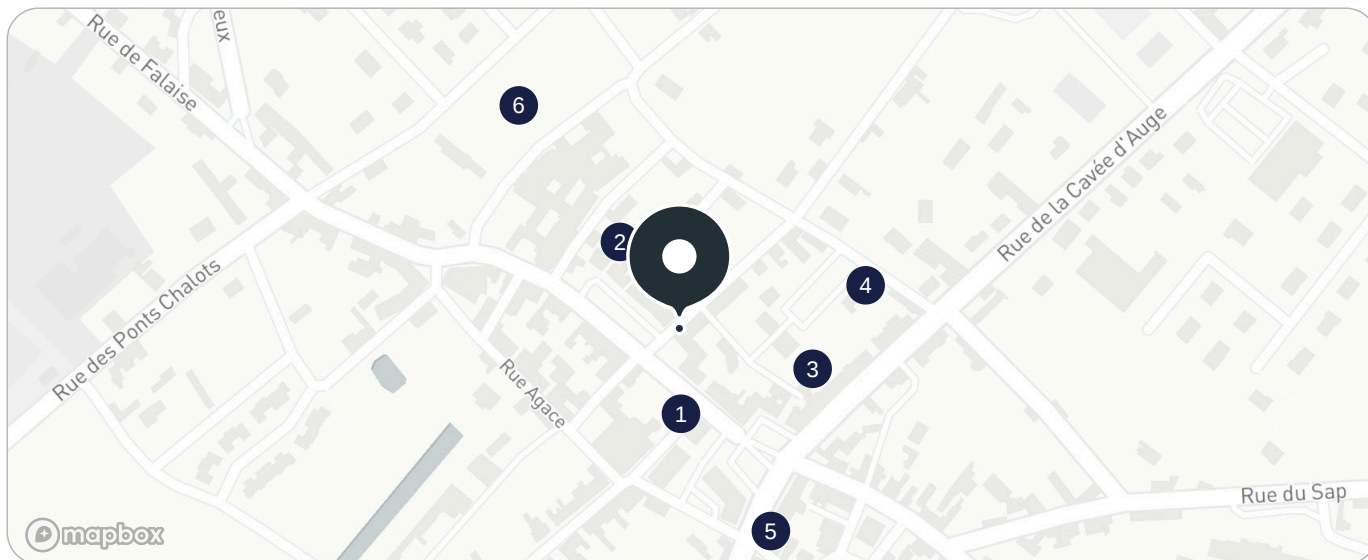 Rue de Falaise
eux
6
Rue de la Cavée d'Auge
2
4
Rue des Ponts Chalots
3
Rue Agace
1
Rue du Sap
5
mapbox